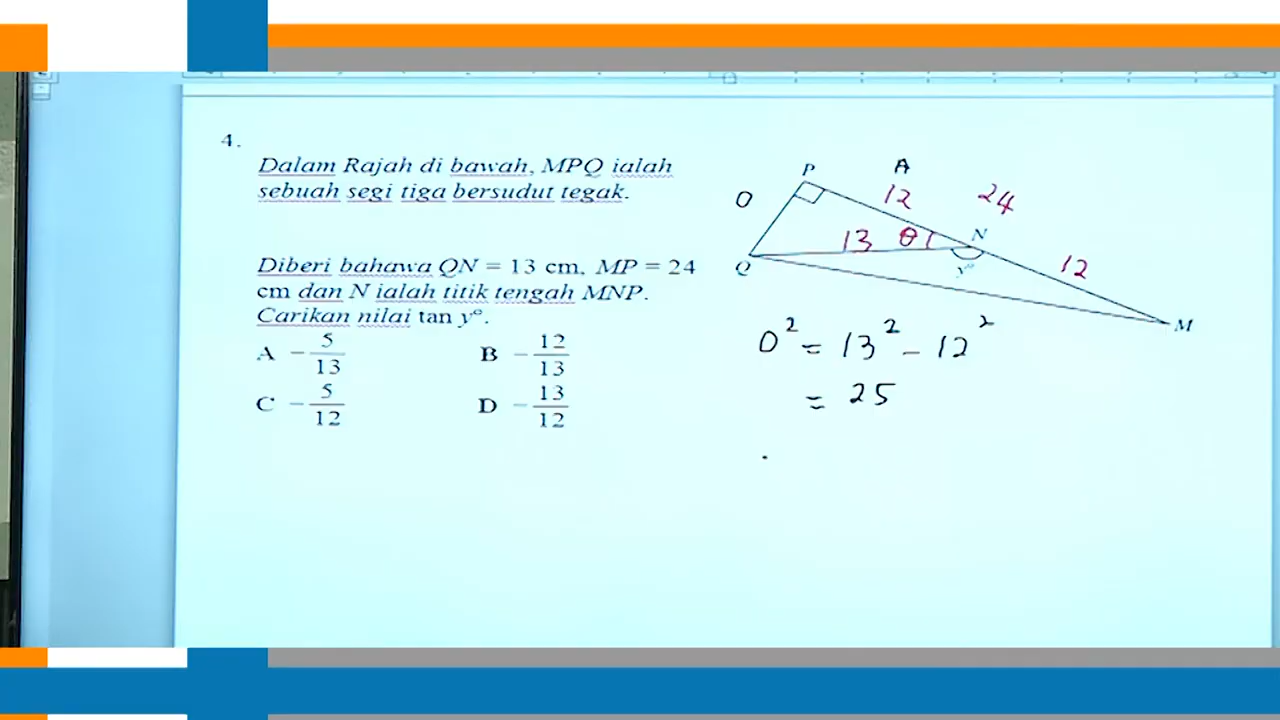 4.
Dalam Rajah di bawah, MPQ ialah
sebuah segi tiga bersudut tegak.
Diberi bahawa QN = 13 cm, MP = 24
cm dan N ialah titik tengah MNP.
Carikan nilai tan y°.
A −5/13
B −12/13
C −5/12
D −13/12
P
A
O
12
24
13 θ
N
Q
y°
12
M
O² = 13² − 12²
= 25